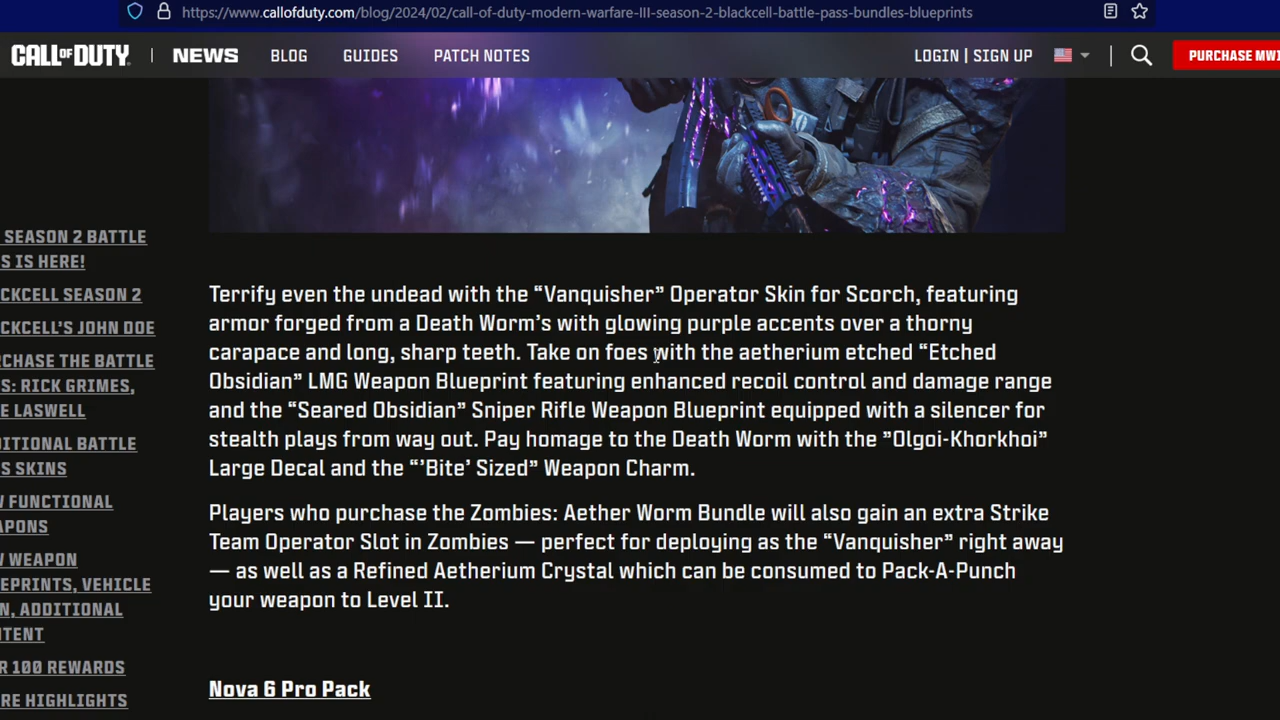 https://www.callofduty.com/blog/2024/02/call-of-duty-modern-warfare-III-season-2-blackcell-battle-pass-bundles-blueprints
CALL OF DUTY | NEWS BLOG GUIDES PATCH NOTES LOGIN | SIGN UP PURCHASE MWI
SEASON 2 BATTLE
S IS HERE!
CKCELL SEASON 2
CKCELL'S JOHN DOE
RCHASE THE BATTLE
S: RICK GRIMES,
E LASWELL
DITIONAL BATTLE
S SKINS
W FUNCTIONAL
APONS
W WEAPON
EPRINTS, VEHICLE
N, ADDITIONAL
NTENT
R 100 REWARDS
RE HIGHLIGHTS
Terrify even the undead with the “Vanquisher” Operator Skin for Scorch, featuring
armor forged from a Death Worm’s with glowing purple accents over a thorny
carapace and long, sharp teeth. Take on foes with the aetherium etched “Etched
Obsidian” LMG Weapon Blueprint featuring enhanced recoil control and damage range
and the “Seared Obsidian” Sniper Rifle Weapon Blueprint equipped with a silencer for
stealth plays from way out. Pay homage to the Death Worm with the ”Olgoi-Khorkhoi”
Large Decal and the “’Bite’ Sized” Weapon Charm.
Players who purchase the Zombies: Aether Worm Bundle will also gain an extra Strike
Team Operator Slot in Zombies — perfect for deploying as the “Vanquisher” right away
— as well as a Refined Aetherium Crystal which can be consumed to Pack-A-Punch
your weapon to Level II.
Nova 6 Pro Pack